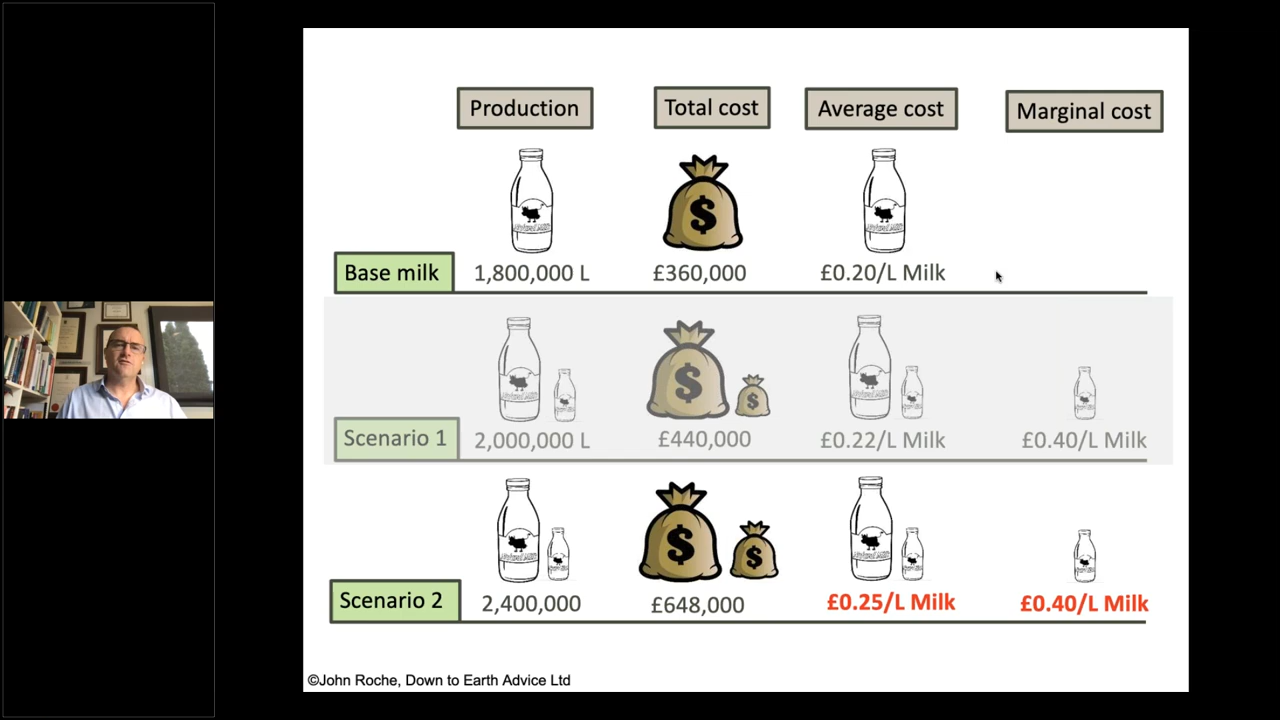 Production
Total cost
Average cost
Marginal cost
$
Base milk
1,800,000 L
£360,000
£0.20/L Milk
$
$
Scenario 1
2,000,000 L
£440,000
£0.22/L Milk
£0.40/L Milk
$
$
Scenario 2
2,400,000
£648,000
£0.25/L Milk
£0.40/L Milk
©John Roche, Down to Earth Advice Ltd